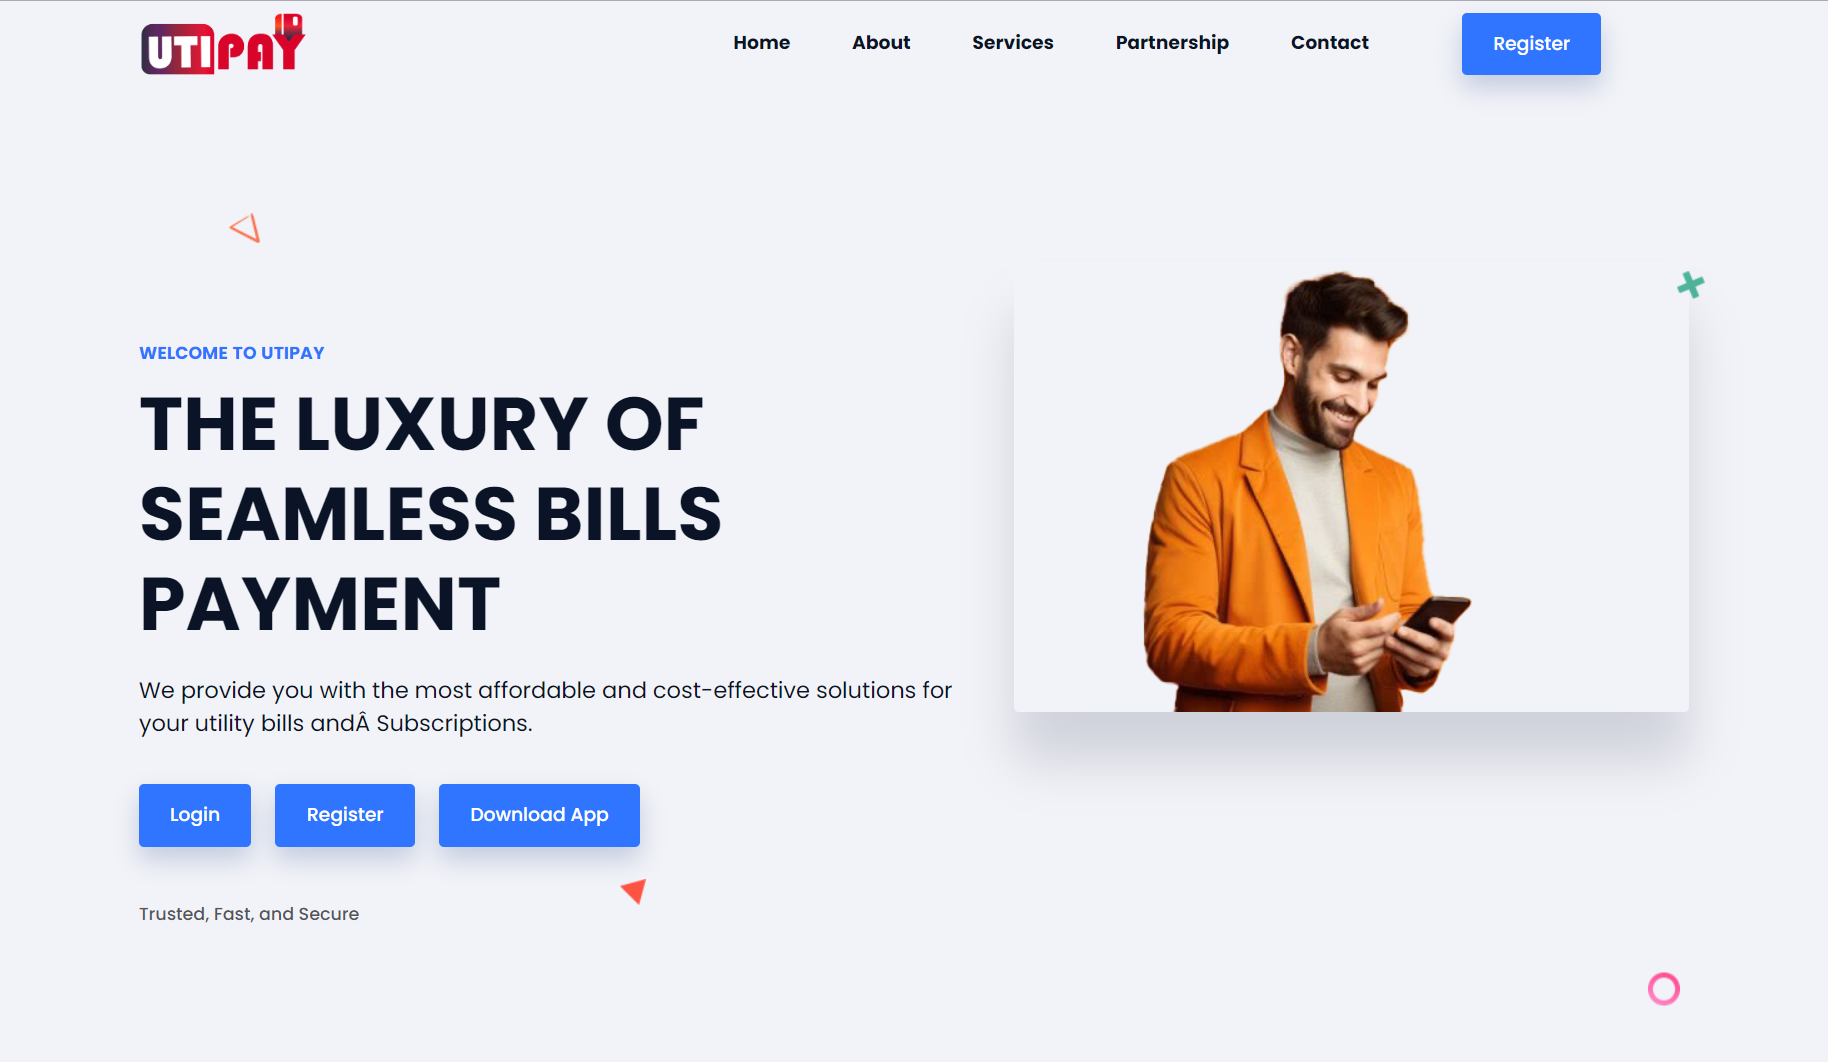 UTIPAY
Home
About
Services
Partnership
Contact
Register
WELCOME TO UTIPAY
THE LUXURY OF
SEAMLESS BILLS
PAYMENT
We provide you with the most affordable and cost-effective solutions for
your utility bills andÂ Subscriptions.
Login
Register
Download App
Trusted, Fast, and Secure